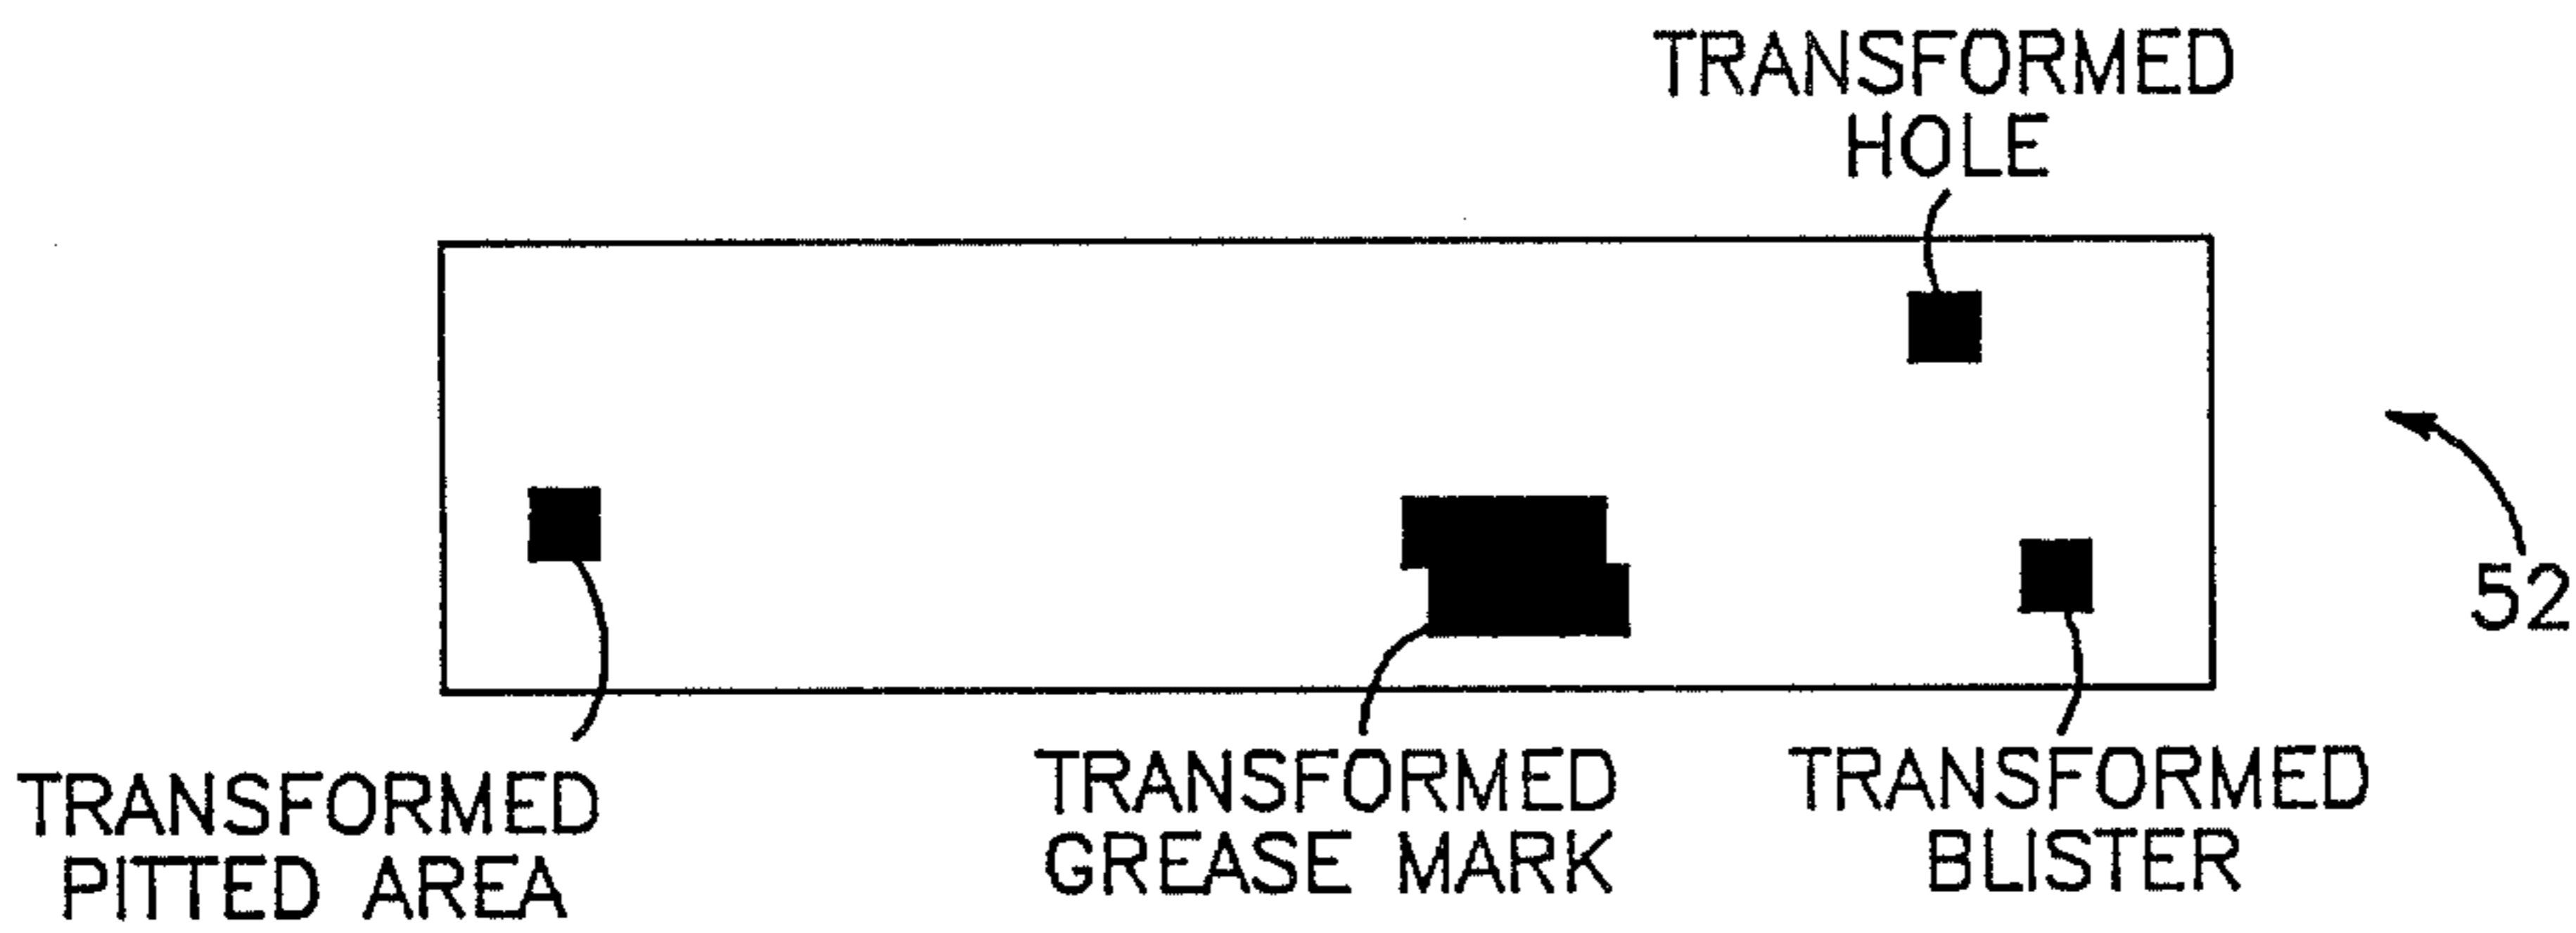 TRANSFORMED
HOLE
52
TRANSFORMED
PITTED AREA
TRANSFORMED
GREASE MARK
TRANSFORMED
BLISTER